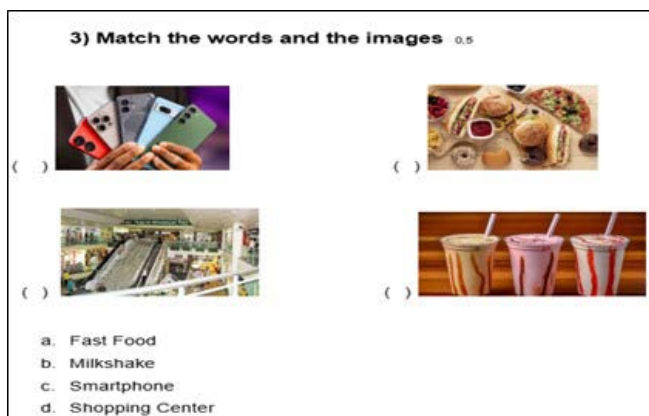 3) Match the words and the images 0,5
( ) ( )
( ) ( )
a. Fast Food
b. Milkshake
c. Smartphone
d. Shopping Center